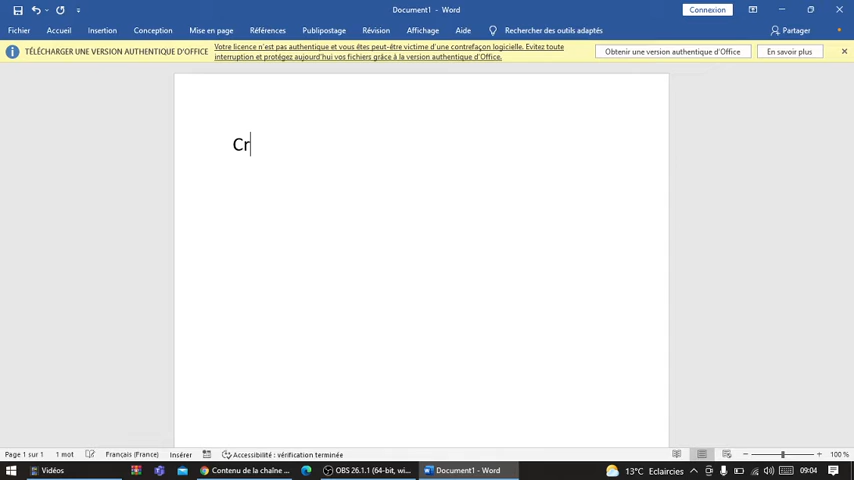 Document1 - Word
Connexion
Fichier Accueil Insertion Conception Mise en page Références Publipostage Révision Affichage Aide Rechercher des outils adaptés Partager
TÉLÉCHARGER UNE VERSION AUTHENTIQUE D'OFFICE Votre licence n'est pas authentique et vous êtes peut-être victime d'une contrefaçon logicielle. Evitez toute
interruption et protégez aujourd'hui vos fichiers grâce à la version authentique d'Office.
Obtenir une version authentique d'Office En savoir plus
Cr
Page 1 sur 1 1 mot Français (France) Insérer Accessibilité : vérification terminée 100 %
Vidéos Contenu de la chaîne ... OBS 26.1.1 (64-bit, wi... Document1 - Word 13°C Eclaircies 09:04